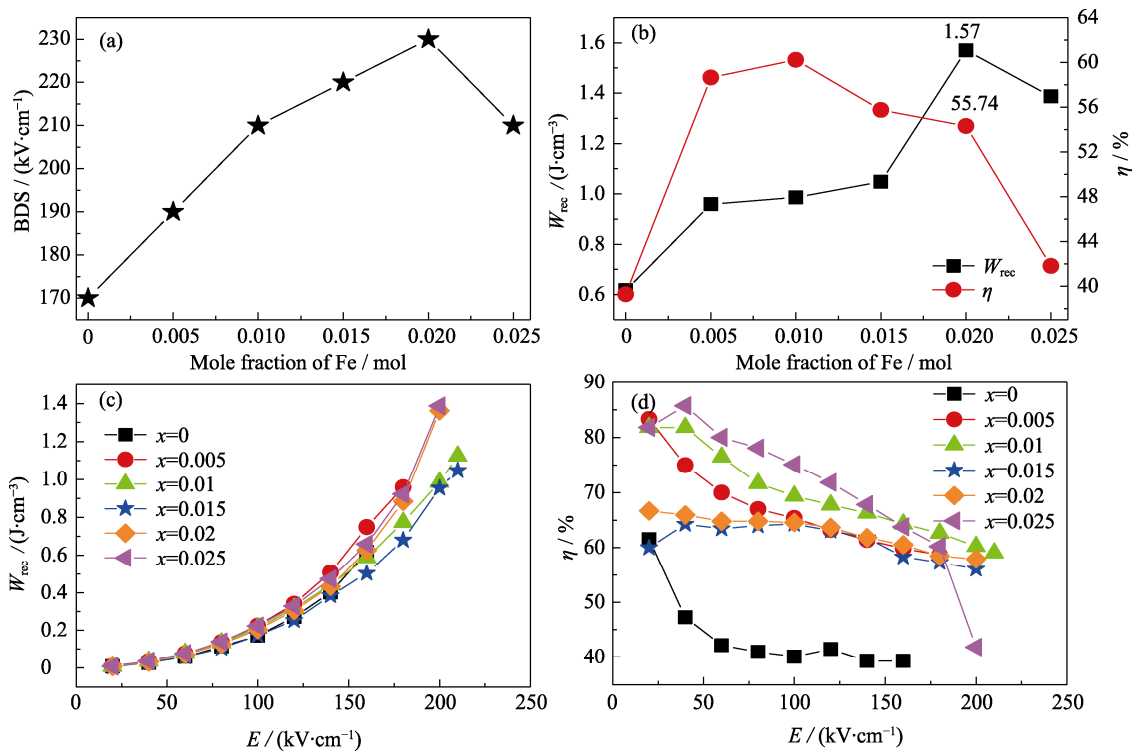 (a)
230
220
210
200
190
180
170
BDS / (kV·cm⁻¹)
0 0.005 0.010 0.015 0.020 0.025
Mole fraction of Fe / mol
(b)
1.57
55.74
1.6
1.4
1.2
1.0
0.8
0.6
Wrec / (J·cm⁻³)
64
60
56
52
48
44
40
η / %
Wrec
η
0 0.005 0.010 0.015 0.020 0.025
Mole fraction of Fe / mol
(c)
1.4
1.2
1.0
0.8
0.6
0.4
0.2
0
Wrec / (J·cm⁻³)
x=0
x=0.005
x=0.01
x=0.015
x=0.02
x=0.025
0 50 100 150 200 250
E / (kV·cm⁻¹)
(d)
90
80
70
60
50
40
η / %
x=0
x=0.005
x=0.01
x=0.015
x=0.02
x=0.025
0 50 100 150 200 250
E / (kV·cm⁻¹)